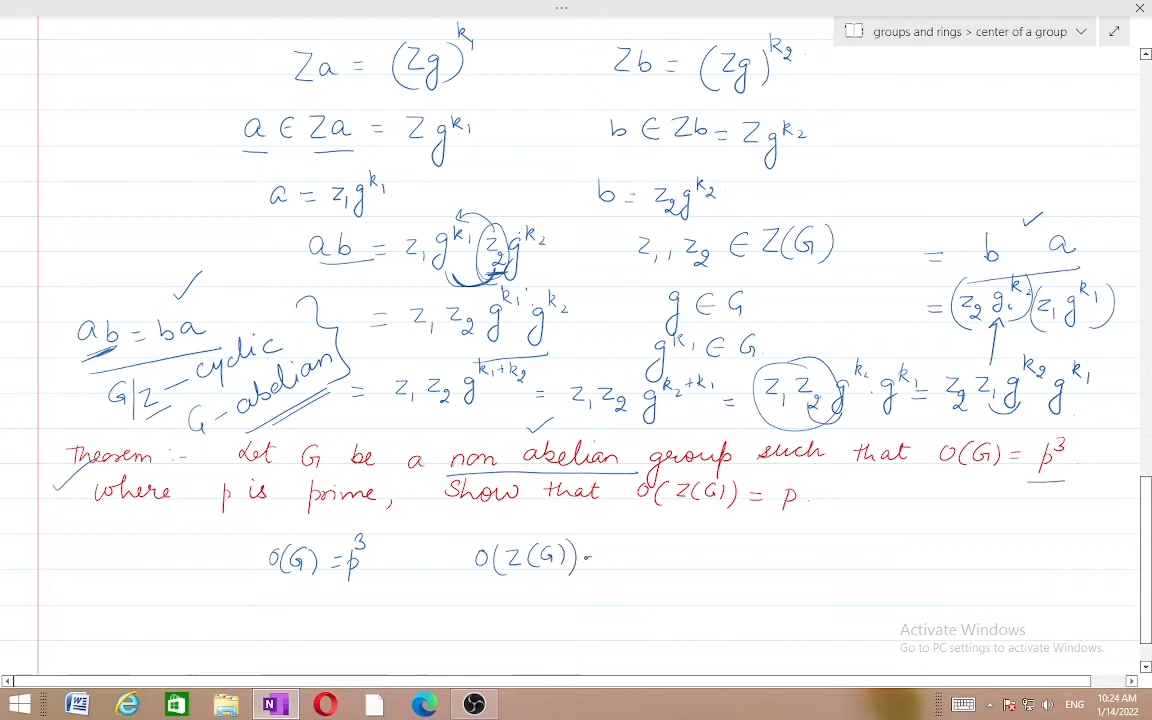 groups and rings > center of a group
Za = (Zg)^k₁ Zb = (Zg)^k₂
a ∈ Za = Zg^k₁ b ∈ Zb = Zg^k₂
a = z₁g^k₁ b = z₂g^k₂
ab = z₁g^k₁ z₂g^k₂ z₁, z₂ ∈ Z(G) = b a
= z₁ z₂ g^k₁ · g^k₂ g ∈ G = (z₂ g^k₂)(z₁ g^k₁)
ab = ba
g^k₁ ∈ G
G/Z - cyclic
G - abelian
= z₁ z₂ g^k₁+k₂ = z₁ z₂ g^k₂+k₁ = z₁ z₂ g^k₂ · g^k₁ = z₂ z₁ g^k₂ g^k₁
Theorem :- Let G be a non abelian group such that O(G) = p³
where p is prime, Show that O(Z(G)) = p.
O(G) = p³ O(Z(G))
Activate Windows
Go to PC settings to activate Windows.
ENG
10:24 AM
1/14/2022